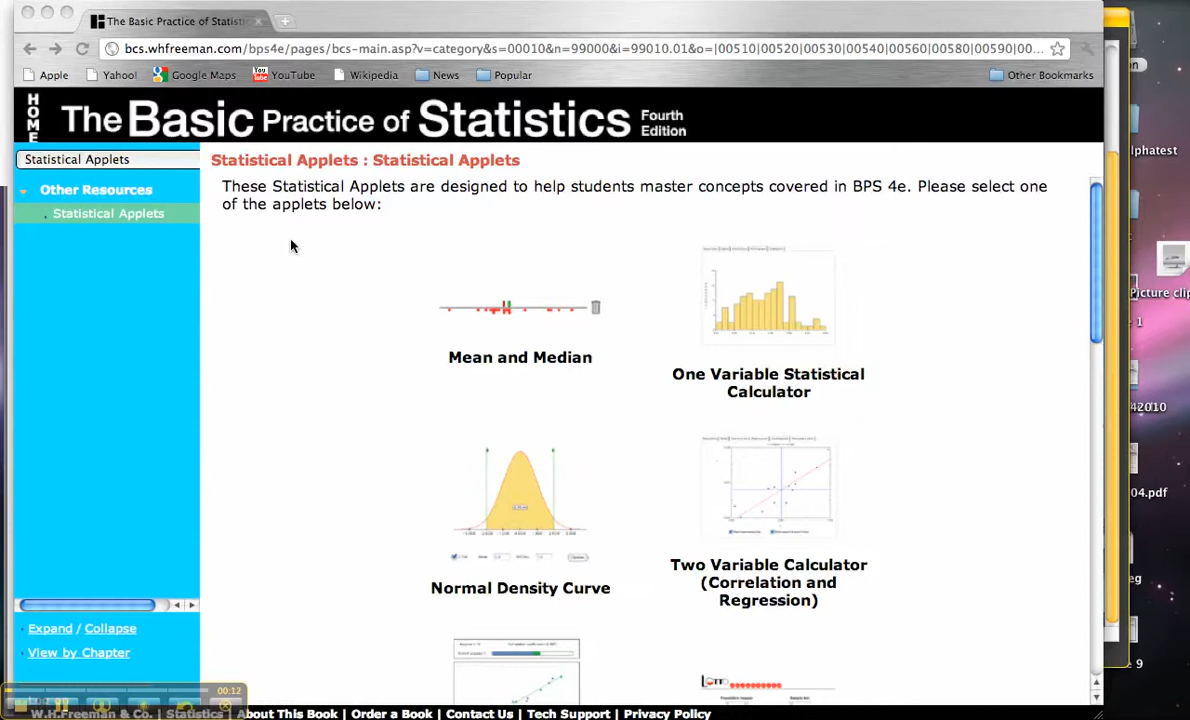 The Basic Practice of Statistic
bcs.whfreeman.com/bps4e/pages/bcs-main.asp?v=category&s=00010&n=99000&i=99010.01&o=|00510|00520|00530|00540|00560|00580|00590|00...
Apple Yahoo! Google Maps YouTube Wikipedia News Popular Other Bookmarks
HOME
The Basic Practice of Statistics Fourth Edition
Statistical Applets
Other Resources
Statistical Applets
Statistical Applets : Statistical Applets
These Statistical Applets are designed to help students master concepts covered in BPS 4e. Please select one
of the applets below:
Mean and Median
One Variable Statistical
Calculator
Normal Density Curve
Two Variable Calculator
(Correlation and
Regression)
LOTTO
Expand / Collapse
View by Chapter
00:12
W.H.Freeman & Co. | Statistics | About This Book | Order a Book | Contact Us | Tech Support | Privacy Policy
lphatest
Picture clip
1
42010
04.pdf
eg
9